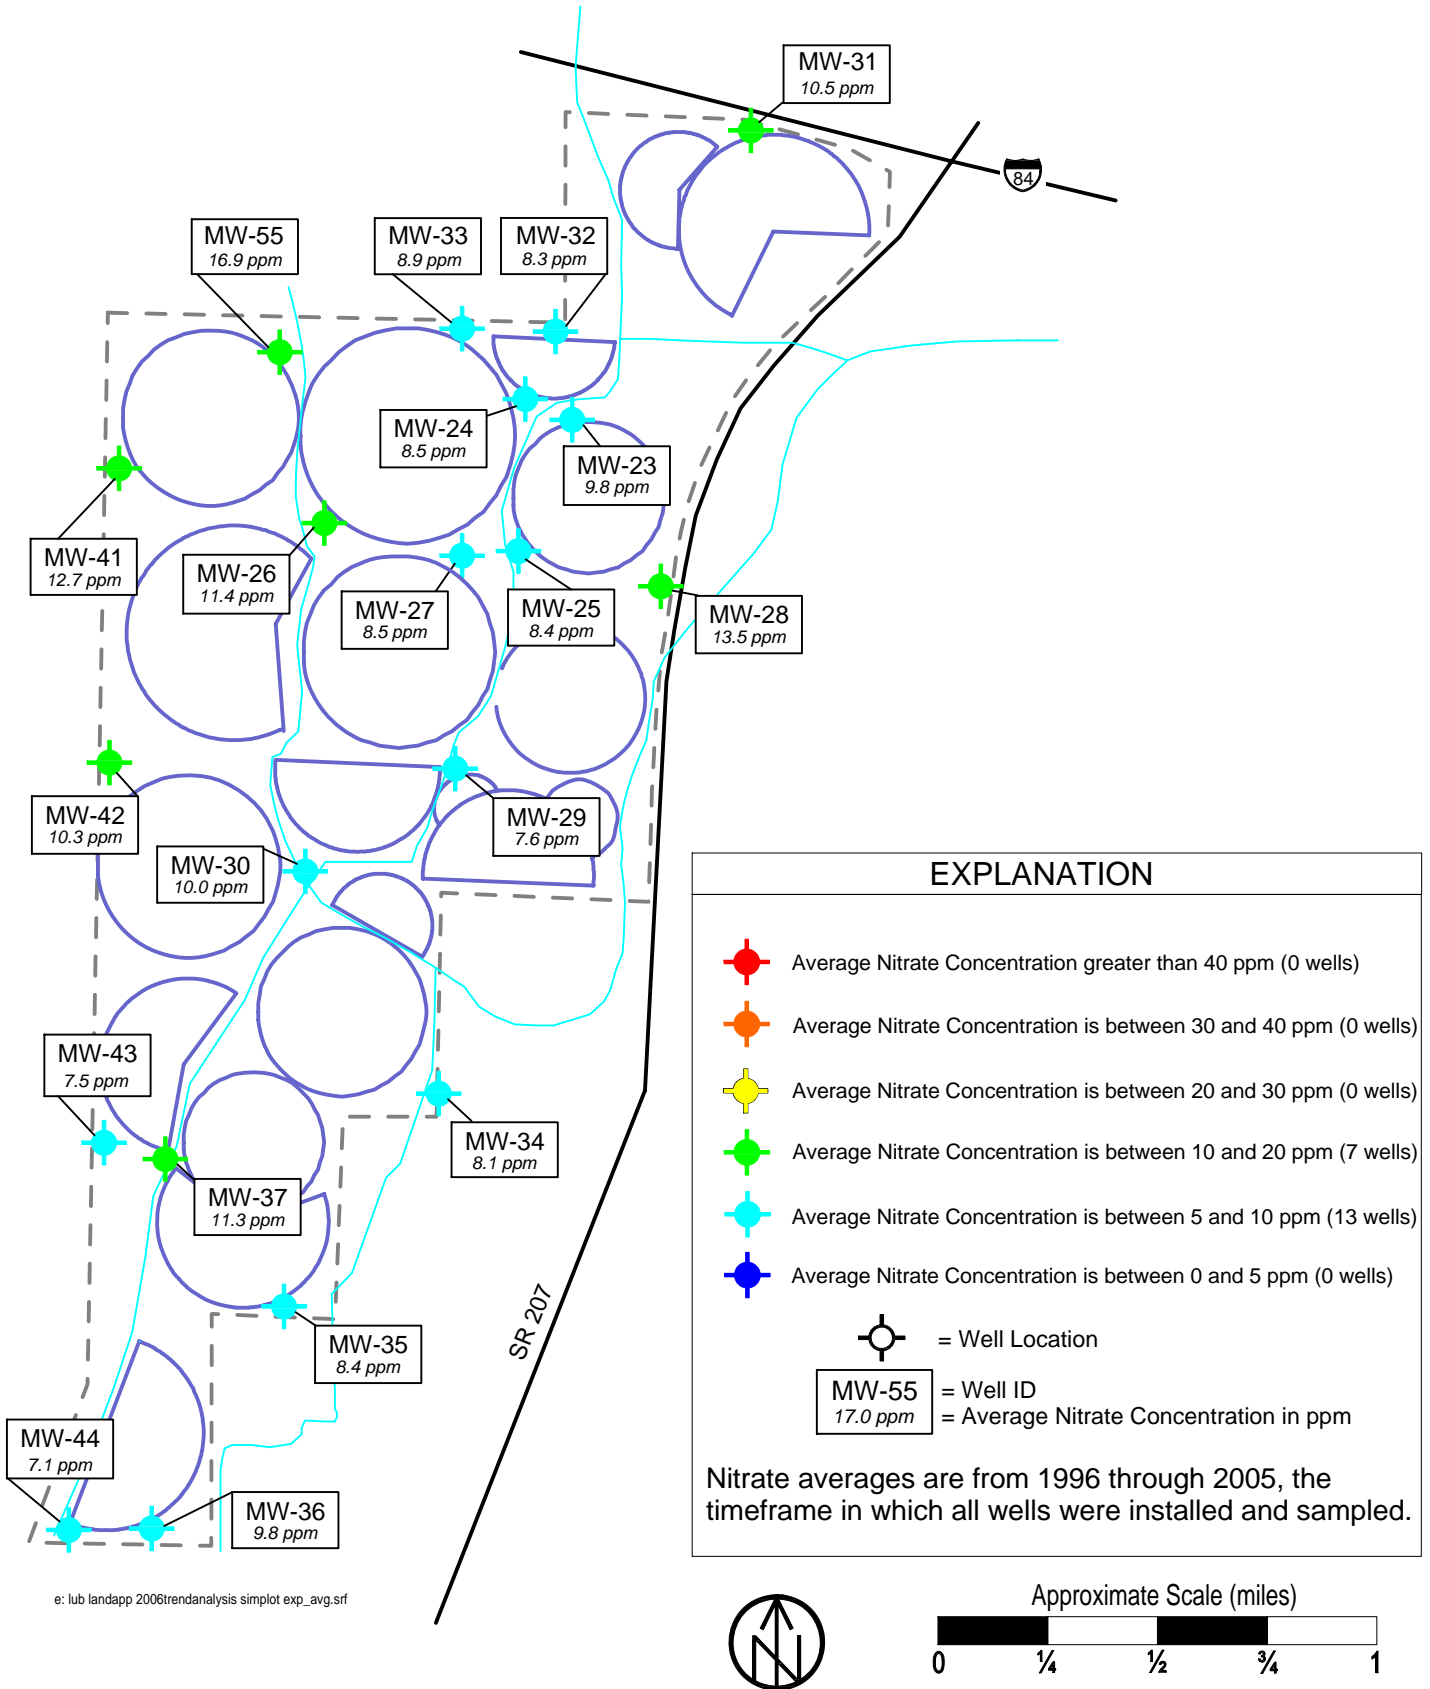 MW-31
10.5 ppm
84
MW-55
16.9 ppm
MW-33
8.9 ppm
MW-32
8.3 ppm
MW-24
8.5 ppm
MW-23
9.8 ppm
MW-41
12.7 ppm
MW-26
11.4 ppm
MW-27
8.5 ppm
MW-25
8.4 ppm
MW-28
13.5 ppm
MW-42
10.3 ppm
MW-29
7.6 ppm
MW-30
10.0 ppm
MW-43
7.5 ppm
MW-34
8.1 ppm
MW-37
11.3 ppm
MW-35
8.4 ppm
SR 207
MW-44
7.1 ppm
MW-36
9.8 ppm
EXPLANATION
Average Nitrate Concentration greater than 40 ppm (0 wells)
Average Nitrate Concentration is between 30 and 40 ppm (0 wells)
Average Nitrate Concentration is between 20 and 30 ppm (0 wells)
Average Nitrate Concentration is between 10 and 20 ppm (7 wells)
Average Nitrate Concentration is between 5 and 10 ppm (13 wells)
Average Nitrate Concentration is between 0 and 5 ppm (0 wells)
= Well Location
MW-55 = Well ID
17.0 ppm = Average Nitrate Concentration in ppm
Nitrate averages are from 1996 through 2005, the
timeframe in which all wells were installed and sampled.
e: lub landapp 2006trendanalysis simplot exp_avg.srf
N
Approximate Scale (miles)
0 ¼ ½ ¾ 1